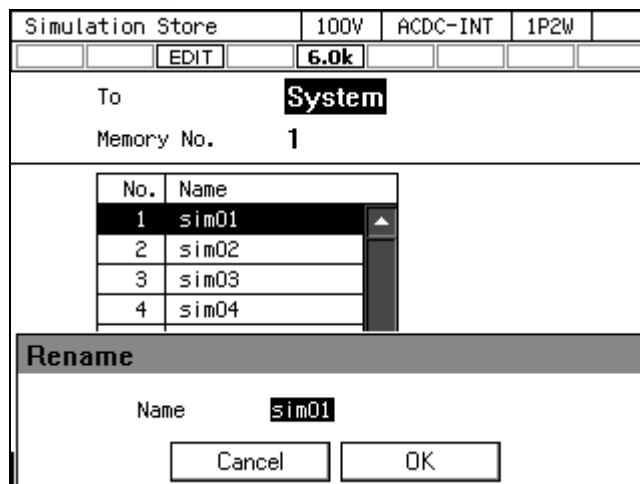 Simulation Store 100V ACDC-INT 1P2W
EDIT 6.0k
To System
Memory No. 1
No. Name
1 sim01
2 sim02
3 sim03
4 sim04
Rename
Name sim01
Cancel OK